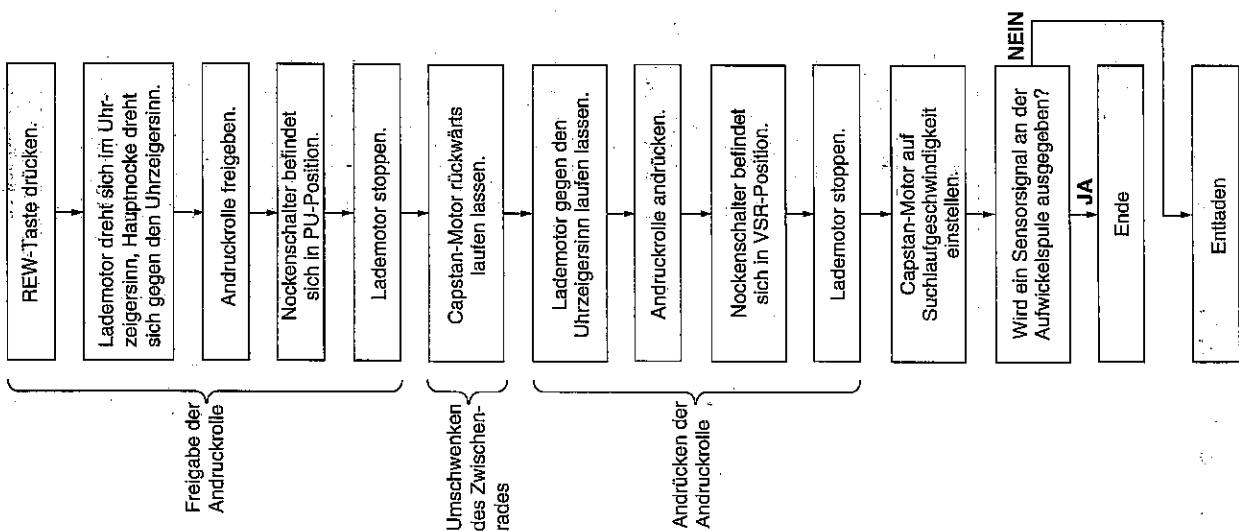 REW-Taste drücken.
Lademotor dreht sich im Uhr-
zeigersinn, Hauptnocke dreht
sich gegen den Uhrzeigersinn.
Andruckrolle freigeben.
Nockenschalter befindet
sich in PU-Position.
Lademotor stoppen.
Freigabe der
Andruckrolle
Capstan-Motor rückwärts
laufen lassen.
Umschwenken
des Zwischen-
rades
Lademotor gegen den
Uhrzeigersinn laufen lassen.
Andruckrolle andrücken.
Nockenschalter befindet
sich in VSR-Position.
Lademotor stoppen.
Andrücken der
Andruckrolle
Capstan-Motor auf
Suchlaufgeschwindigkeit
einstellen.
Wird ein Sensorsignal an der
Aufwickelspule ausgegeben?
NEIN
JA
Ende
Entladen